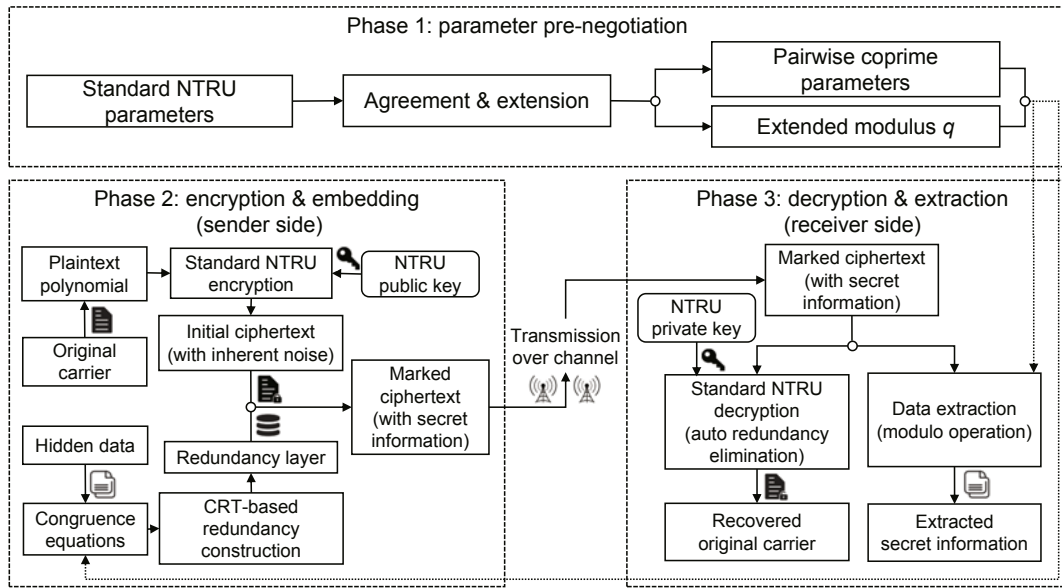 Phase 1: parameter pre-negotiation
Standard NTRU
parameters
Agreement & extension
Pairwise coprime
parameters
Extended modulus q
Phase 2: encryption & embedding
(sender side)
Plaintext
polynomial
Standard NTRU
encryption
NTRU
public key
Original
carrier
Initial ciphertext
(with inherent noise)
Marked
ciphertext
(with secret
information)
Hidden data
Redundancy layer
Congruence
equations
CRT-based
redundancy
construction
Transmission
over channel
Phase 3: decryption & extraction
(receiver side)
Marked ciphertext
(with secret
information)
NTRU
private key
Standard NTRU
decryption
(auto redundancy
elimination)
Data extraction
(modulo operation)
Recovered
original carrier
Extracted
secret information